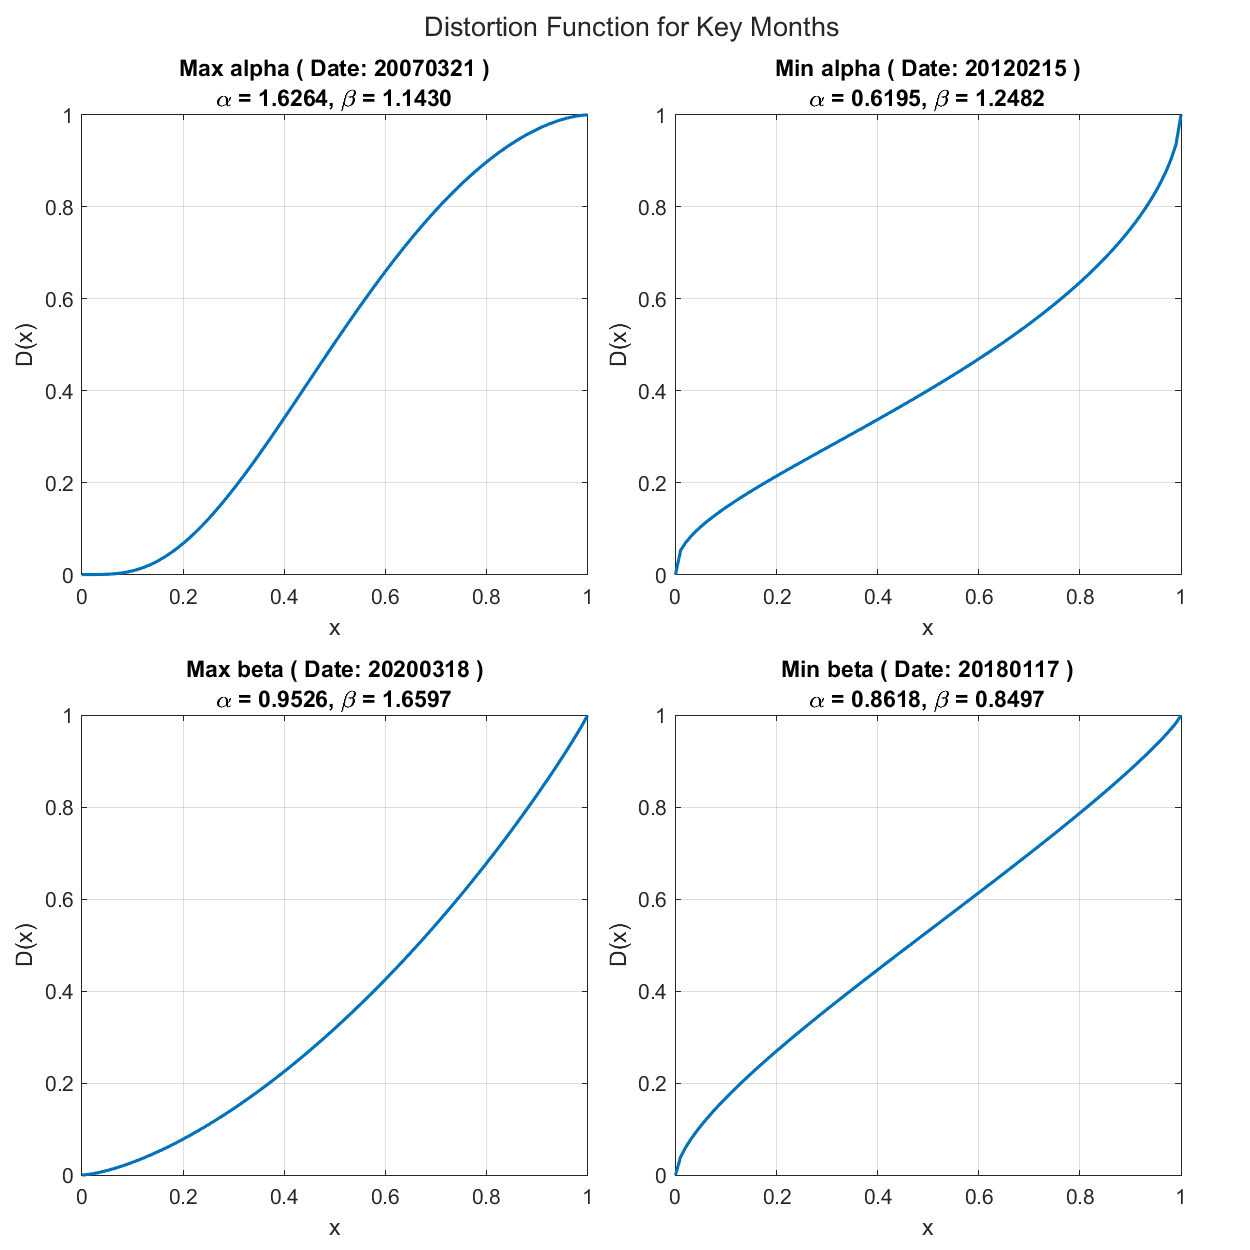 Distortion Function for Key Months
Max alpha ( Date: 20070321 )
α = 1.6264, β = 1.1430
1
0.8
0.6
0.4
0.2
0
D(x)
0 0.2 0.4 0.6 0.8 1
x
Min alpha ( Date: 20120215 )
α = 0.6195, β = 1.2482
1
0.8
0.6
0.4
0.2
0
D(x)
0 0.2 0.4 0.6 0.8 1
x
Max beta ( Date: 20200318 )
α = 0.9526, β = 1.6597
1
0.8
0.6
0.4
0.2
0
D(x)
0 0.2 0.4 0.6 0.8 1
x
Min beta ( Date: 20180117 )
α = 0.8618, β = 0.8497
1
0.8
0.6
0.4
0.2
0
D(x)
0 0.2 0.4 0.6 0.8 1
x